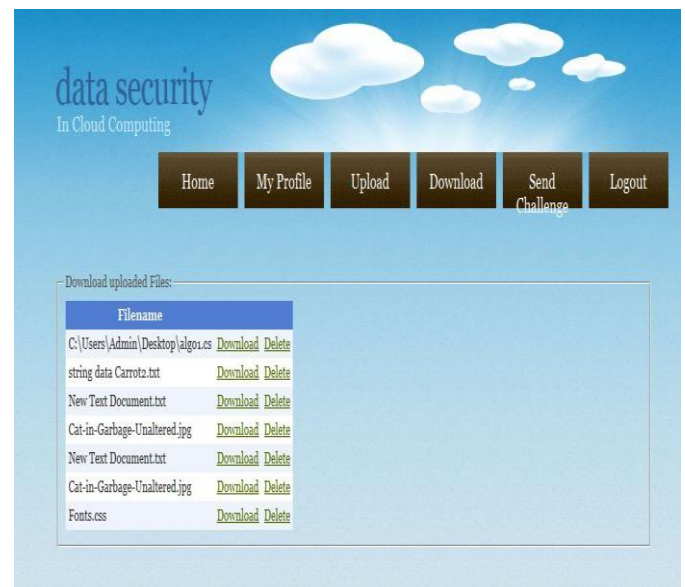 data security
In Cloud Computing
Home My Profile Upload Download Send Challenge Logout
Download uploaded Files:
Filename
C:\Users\Admin\Desktop\algo1.cs Download Delete
string data Carrot2.txt Download Delete
New Text Document.txt Download Delete
Cat-in-Garbage-Unaltered.jpg Download Delete
New Text Document.txt Download Delete
Cat-in-Garbage-Unaltered.jpg Download Delete
Fonts.css Download Delete